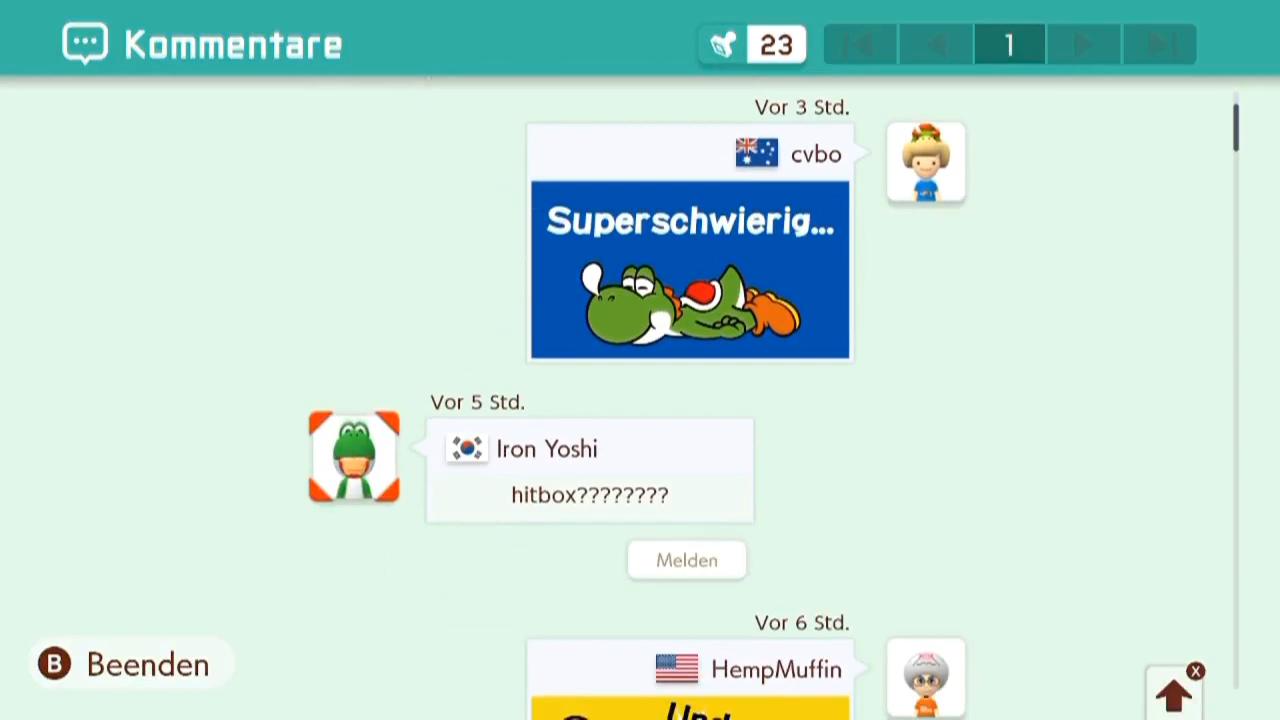 Kommentare
23
1
Vor 3 Std.
cvbo
Superschwierig...
Vor 5 Std.
Iron Yoshi
hitbox????????
Melden
Vor 6 Std.
HempMuffin
Und
B Beenden
X